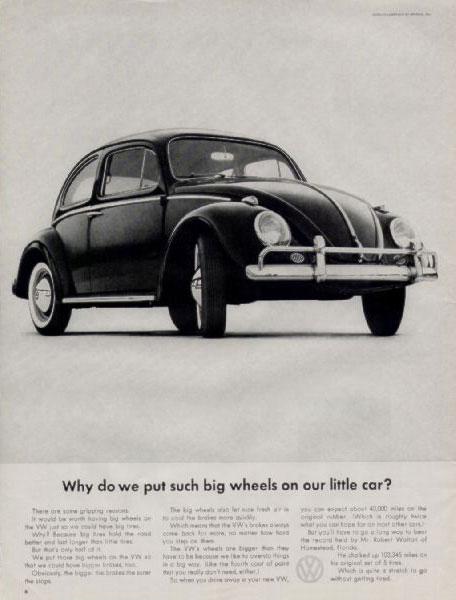 Why do we put such big wheels on our little car?
There are some gripping reasons.
It would be worth having big wheels on
the VW just so we could have big tires.
Why? Because big tires hold the road
better and last longer than little tires.
But that's only half of it.
We put those big wheels on the VW so
that we could have bigger brakes, too.
Obviously, the bigger the brakes the surer
the stops.
The big wheels also let more fresh air in
to cool the brakes more quickly.
Which means that the VW's brakes always
come back for more, no matter how hard
you step on them.
The VW's wheels are bigger than they
have to be because we like to overdo things
in a big way. (Like the fourth coat of paint
that you really don't need, either.)
So when you drive away in your new VW,
you can expect about 40,000 miles on the
original rubber. (Which is roughly twice
what you can hope for on most other cars.)
But you'll have to go a long way to beat
the record held by Mr. Robert Walton of
Homestead, Florida.
He chalked up 103,345 miles on
his original set of 5 tires.
Which is quite a stretch to go
without getting tired.